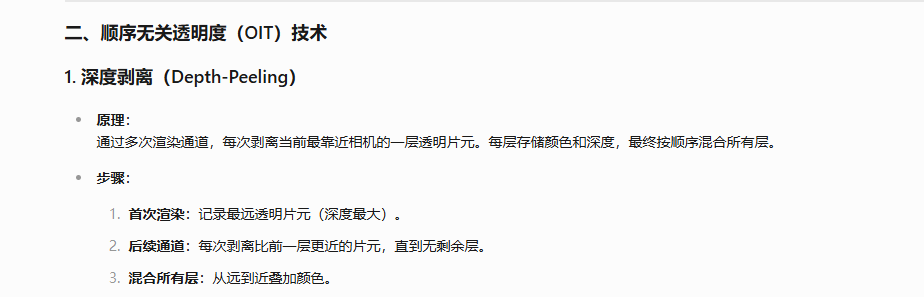 二、顺序无关透明度（OIT）技术
1. 深度剥离（Depth-Peeling）
• 原理：
通过多次渲染通道，每次剥离当前最靠近相机的一层透明片元。每层存储颜色和深度，最终按顺序混合所有层。
• 步骤：
1. 首次渲染：记录最远透明片元（深度最大）。
2. 后续通道：每次剥离比前一层更近的片元，直到无剩余层。
3. 混合所有层：从远到近叠加颜色。